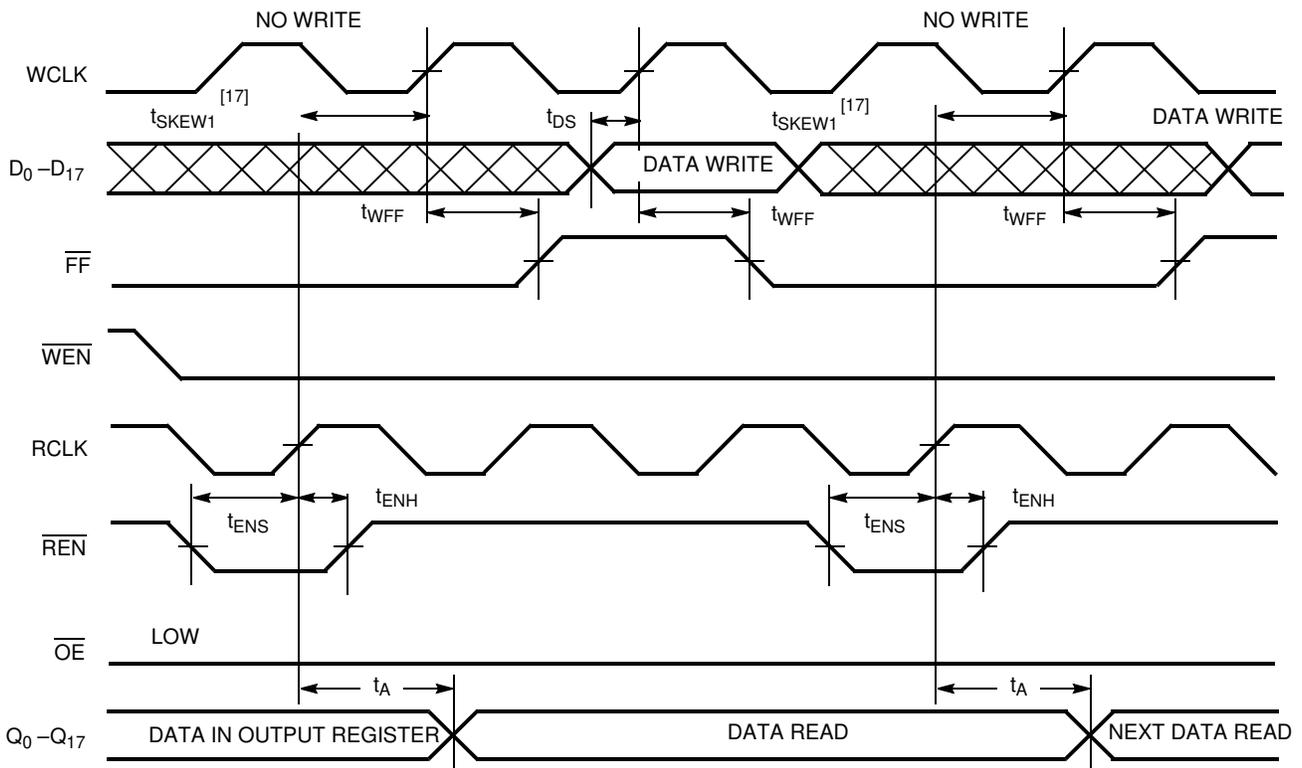 NO WRITE NO WRITE
WCLK
tSKEW1 [17] tDS tSKEW1 [17] DATA WRITE
D0 –D17 DATA WRITE
tWFF tWFF tWFF
FF
WEN
RCLK
tENS tENH tENS tENH
REN
LOW
OE
tA tA
Q0 –Q17 DATA IN OUTPUT REGISTER DATA READ NEXT DATA READ